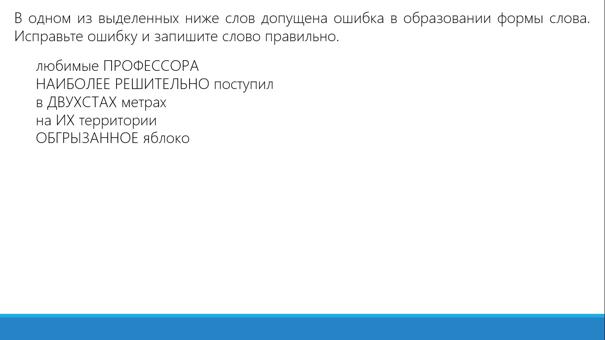 В одном из выделенных ниже слов допущена ошибка в образовании формы слова.
Исправьте ошибку и запишите слово правильно.
любимые ПРОФЕССОРА
НАИБОЛЕЕ РЕШИТЕЛЬНО поступил
в ДВУХСТАХ метрах
на ИХ территории
ОБГРЫЗАННОЕ яблоко